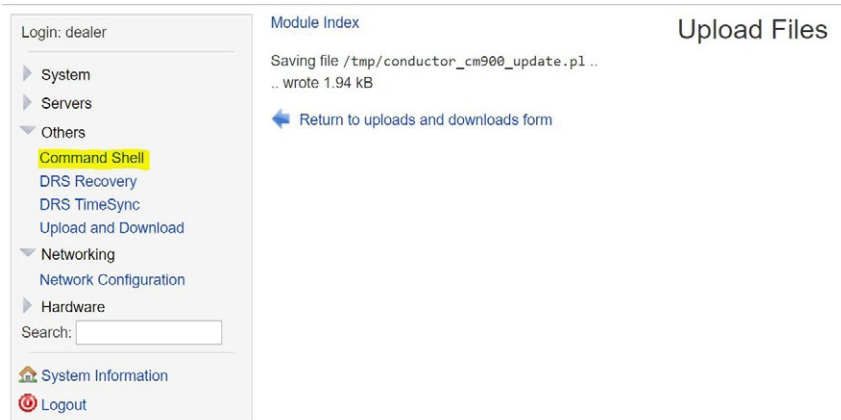 Login: dealer
System
Servers
Others
Command Shell
DRS Recovery
DRS TimeSync
Upload and Download
Networking
Network Configuration
Hardware
Search:
System Information
Logout
Module Index
Upload Files
Saving file /tmp/conductor_cm900_update.pl ..
.. wrote 1.94 kB
Return to uploads and downloads form